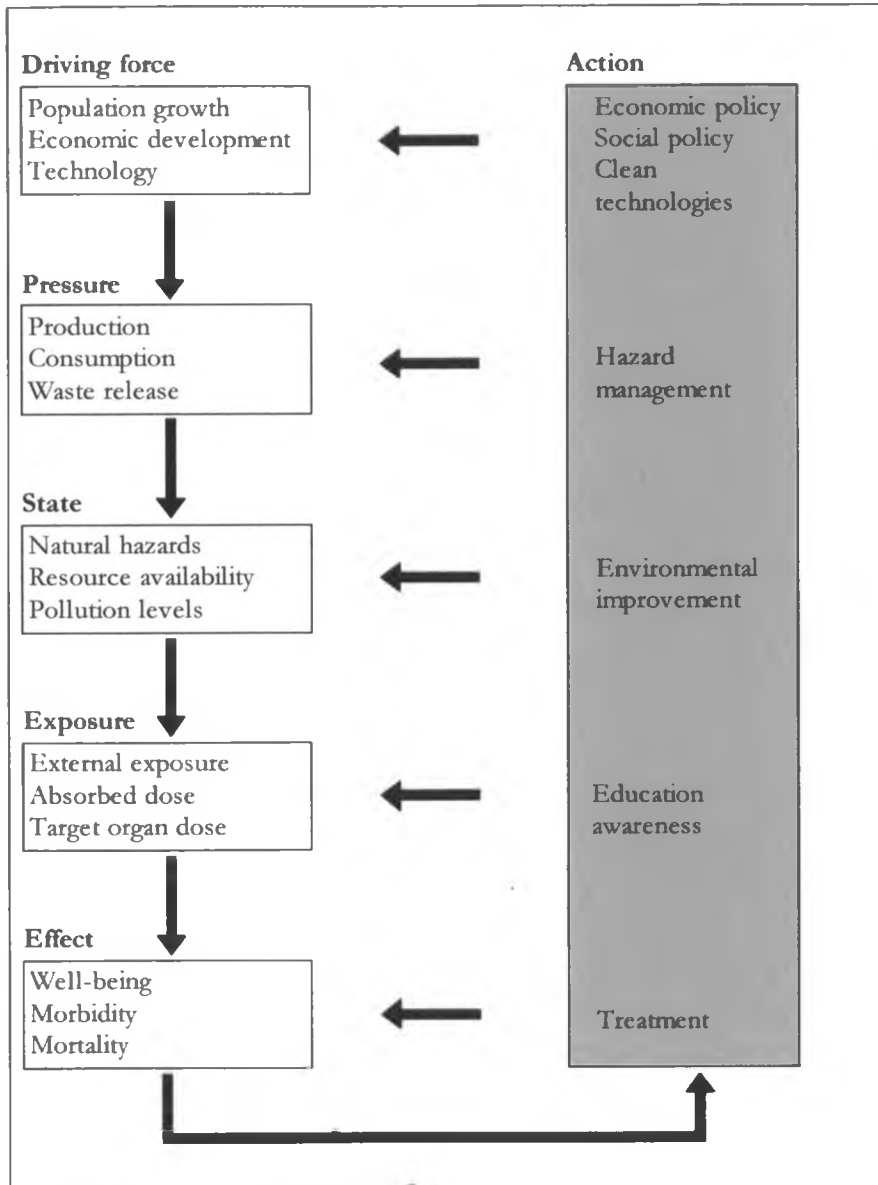 Driving force
Population growth
Economic development
Technology
Pressure
Production
Consumption
Waste release
State
Natural hazards
Resource availability
Pollution levels
Exposure
External exposure
Absorbed dose
Target organ dose
Effect
Well-being
Morbidity
Mortality
Action
Economic policy
Social policy
Clean
technologies
Hazard
management
Environmental
improvement
Education
awareness
Treatment